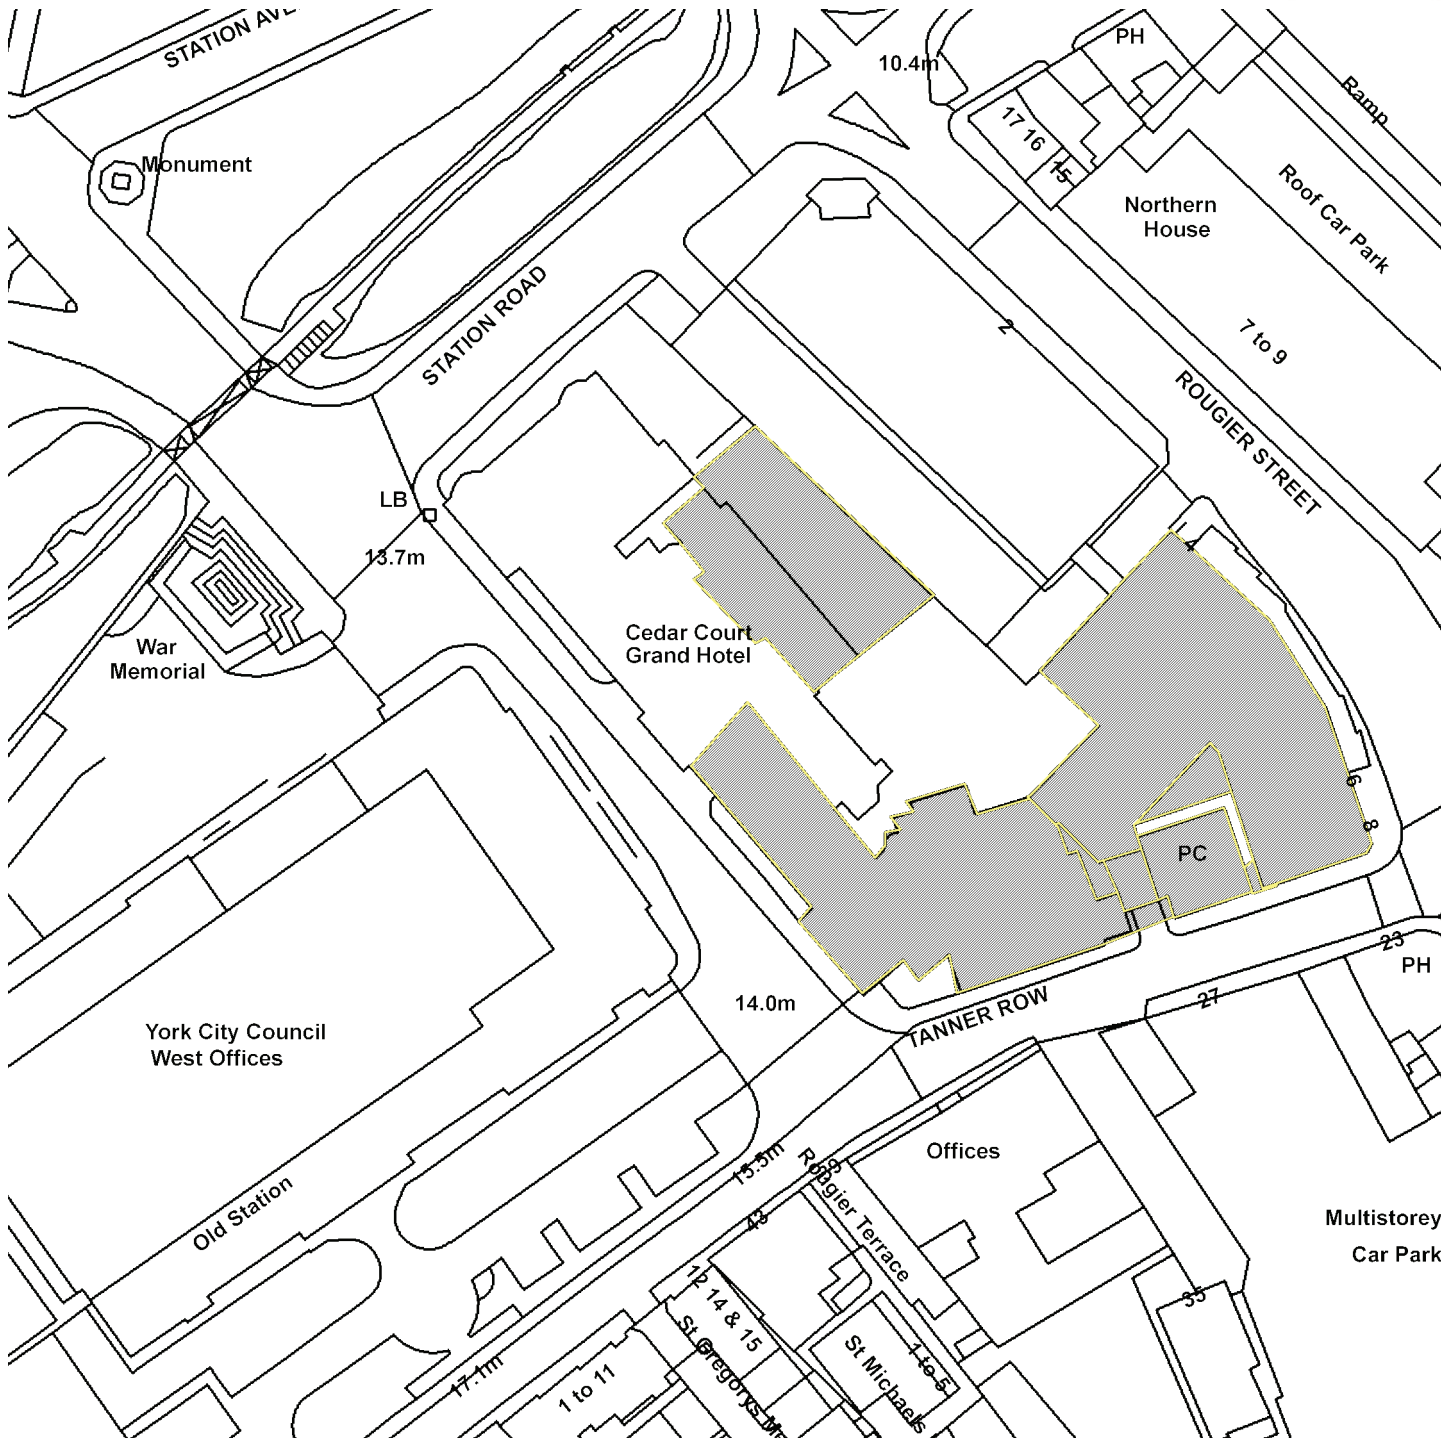 STATION AVE
PH
10.4m
Ramp
17 16
15
Monument
Roof Car Park
Northern
House
STATION ROAD
2
7 to 9
ROUGIER STREET
LB
13.7m
4
War
Memorial
Cedar Court
Grand Hotel
6
8
PC
23
PH
27
14.0m
TANNER ROW
York City Council
West Offices
Offices
15.5m
Rougier Terrace
Old Station
43
Multistorey
Car Park
12 14 & 15
35
St Gregorys Me
St Michaels
1 to 5
17.1m
1 to 11